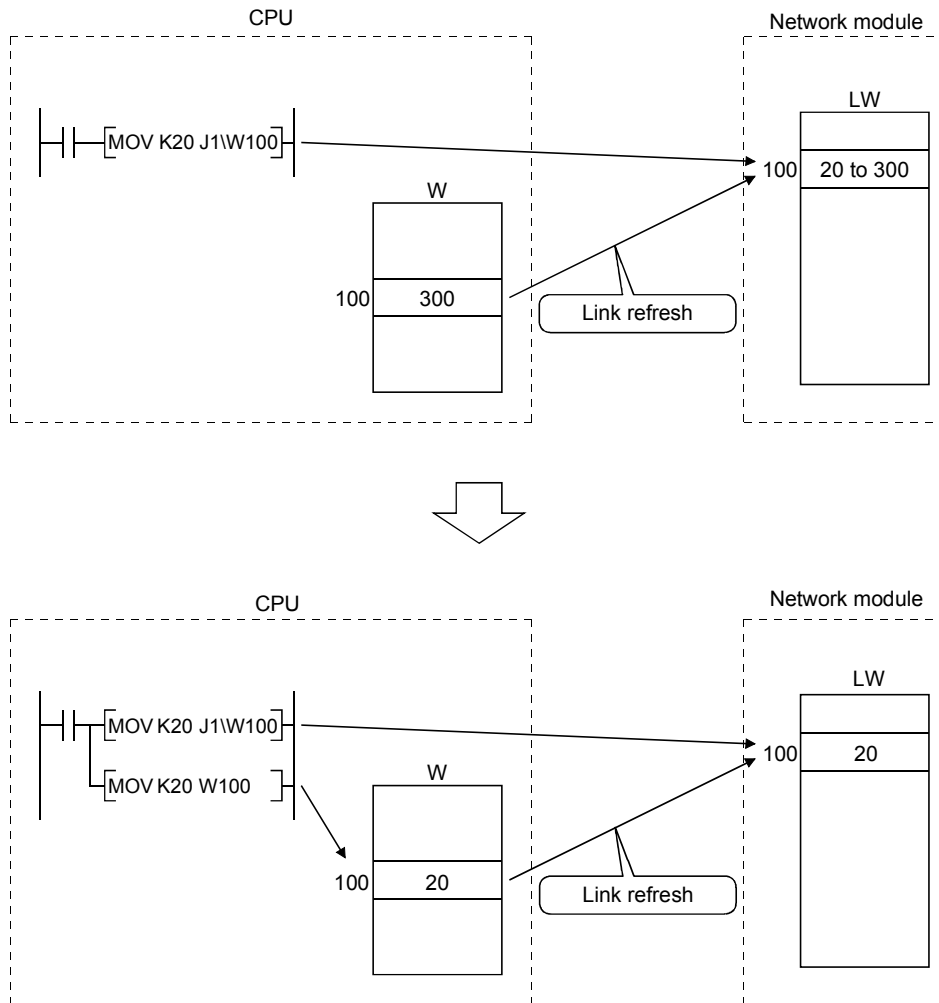 CPU
Network module
LW
MOV K20 J1\W100
100
20 to 300
W
100
300
Link refresh
CPU
Network module
LW
MOV K20 J1\W100
100
20
MOV K20 W100
W
100
20
Link refresh